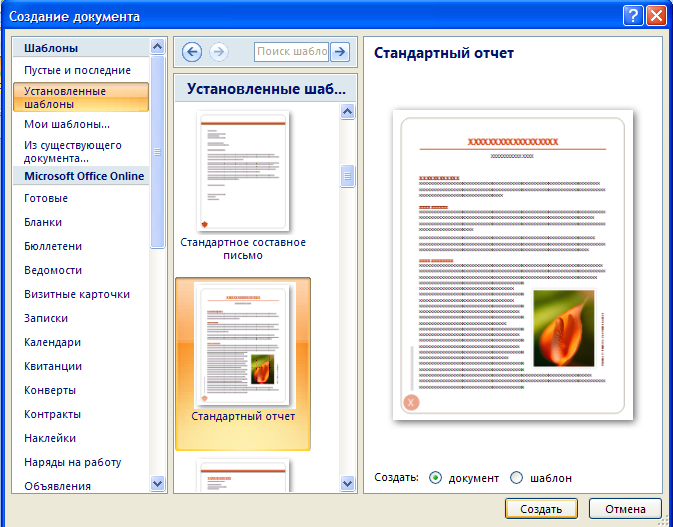 Создание документа
Шаблоны
Пустые и последние
Установленные
шаблоны
Мои шаблоны...
Из существующего
документа...
Microsoft Office Online
Готовые
Бланки
Бюллетени
Ведомости
Визитные карточки
Записки
Календари
Квитанции
Конверты
Контракты
Наклейки
Наряды на работу
Объявления
Поиск шабло
Установленные шаб...
Стандартное составное
письмо
Стандартный отчет
Стандартный отчет
Создать:
документ
шаблон
Создать
Отмена